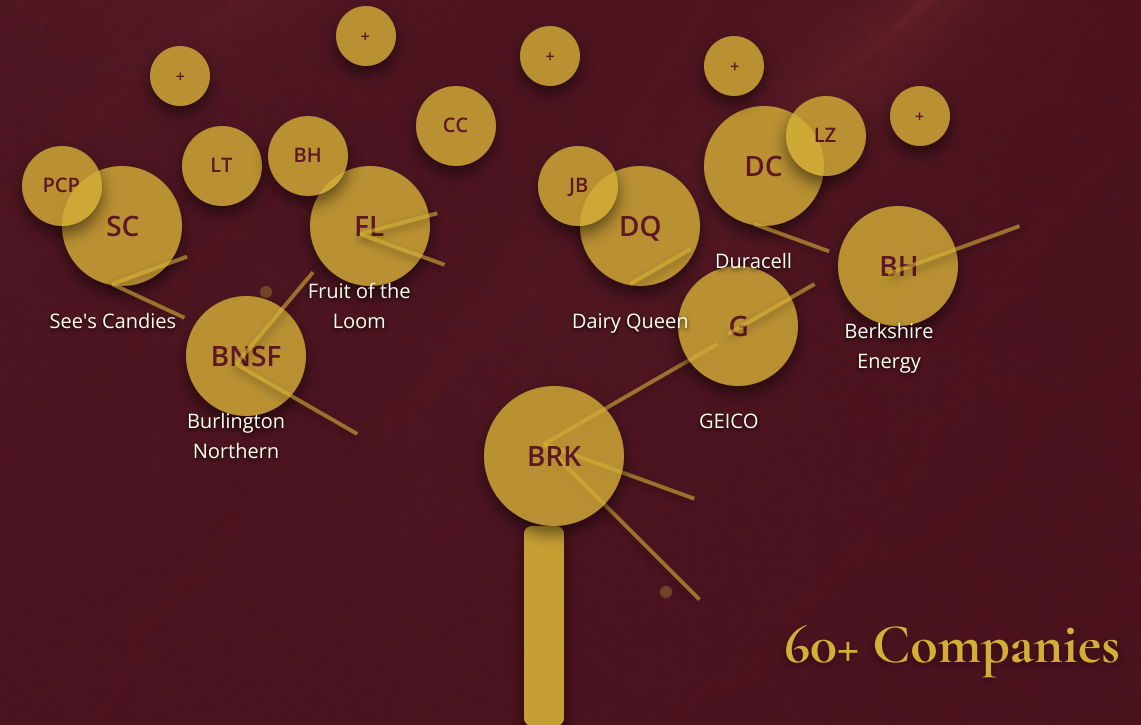 +
+
+
+
+
CC
LZ
BH
LT
DC
PCP
JB
SC
FL
DQ
Duracell
BH
Fruit of the
Loom
See's Candies
Dairy Queen
G
Berkshire
Energy
BNSF
Burlington
Northern
GEICO
BRK
60+ Companies